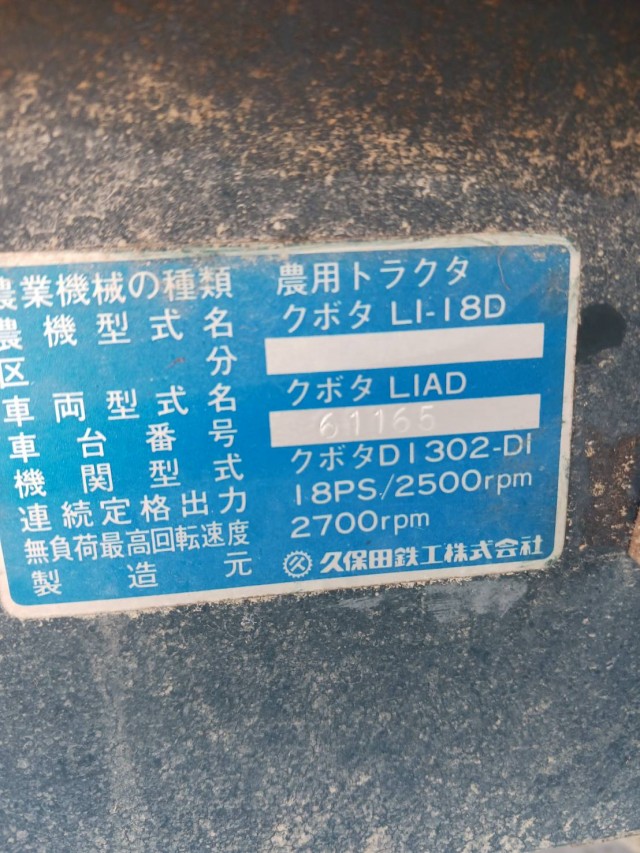 農業機械の種類 農用トラクタ
農機型式名 クボタ L1-18D
区分
車両型式名 クボタ L1AD
車台番号 61165
機関型式 クボタD1302-D1
連続定格出力 18PS/2500rpm
無負荷最高回転速度 2700rpm
製造元 久保田鉄工株式会社